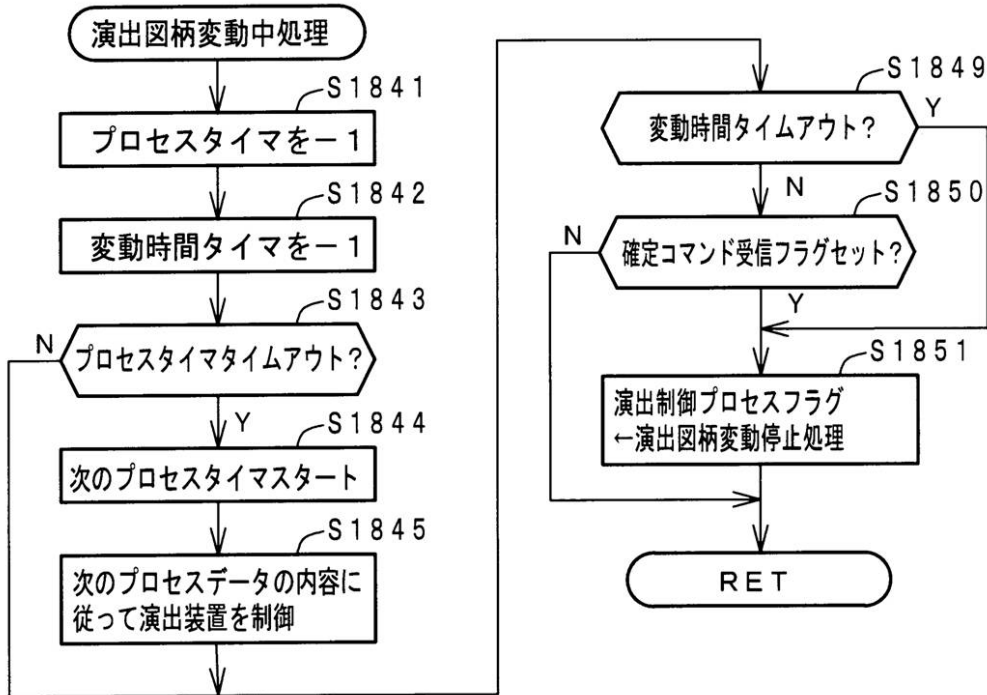 演出図柄変動中処理
S1841
プロセスタイマを－1
S1842
変動時間タイマを－1
S1843
N
プロセスタイマタイムアウト?
Y
S1844
次のプロセスタイマスタート
S1845
次のプロセスデータの内容に
従って演出装置を制御
S1849
変動時間タイムアウト?
Y
N
S1850
N
確定コマンド受信フラグセット?
Y
S1851
演出制御プロセスフラグ
←演出図柄変動停止処理
RET